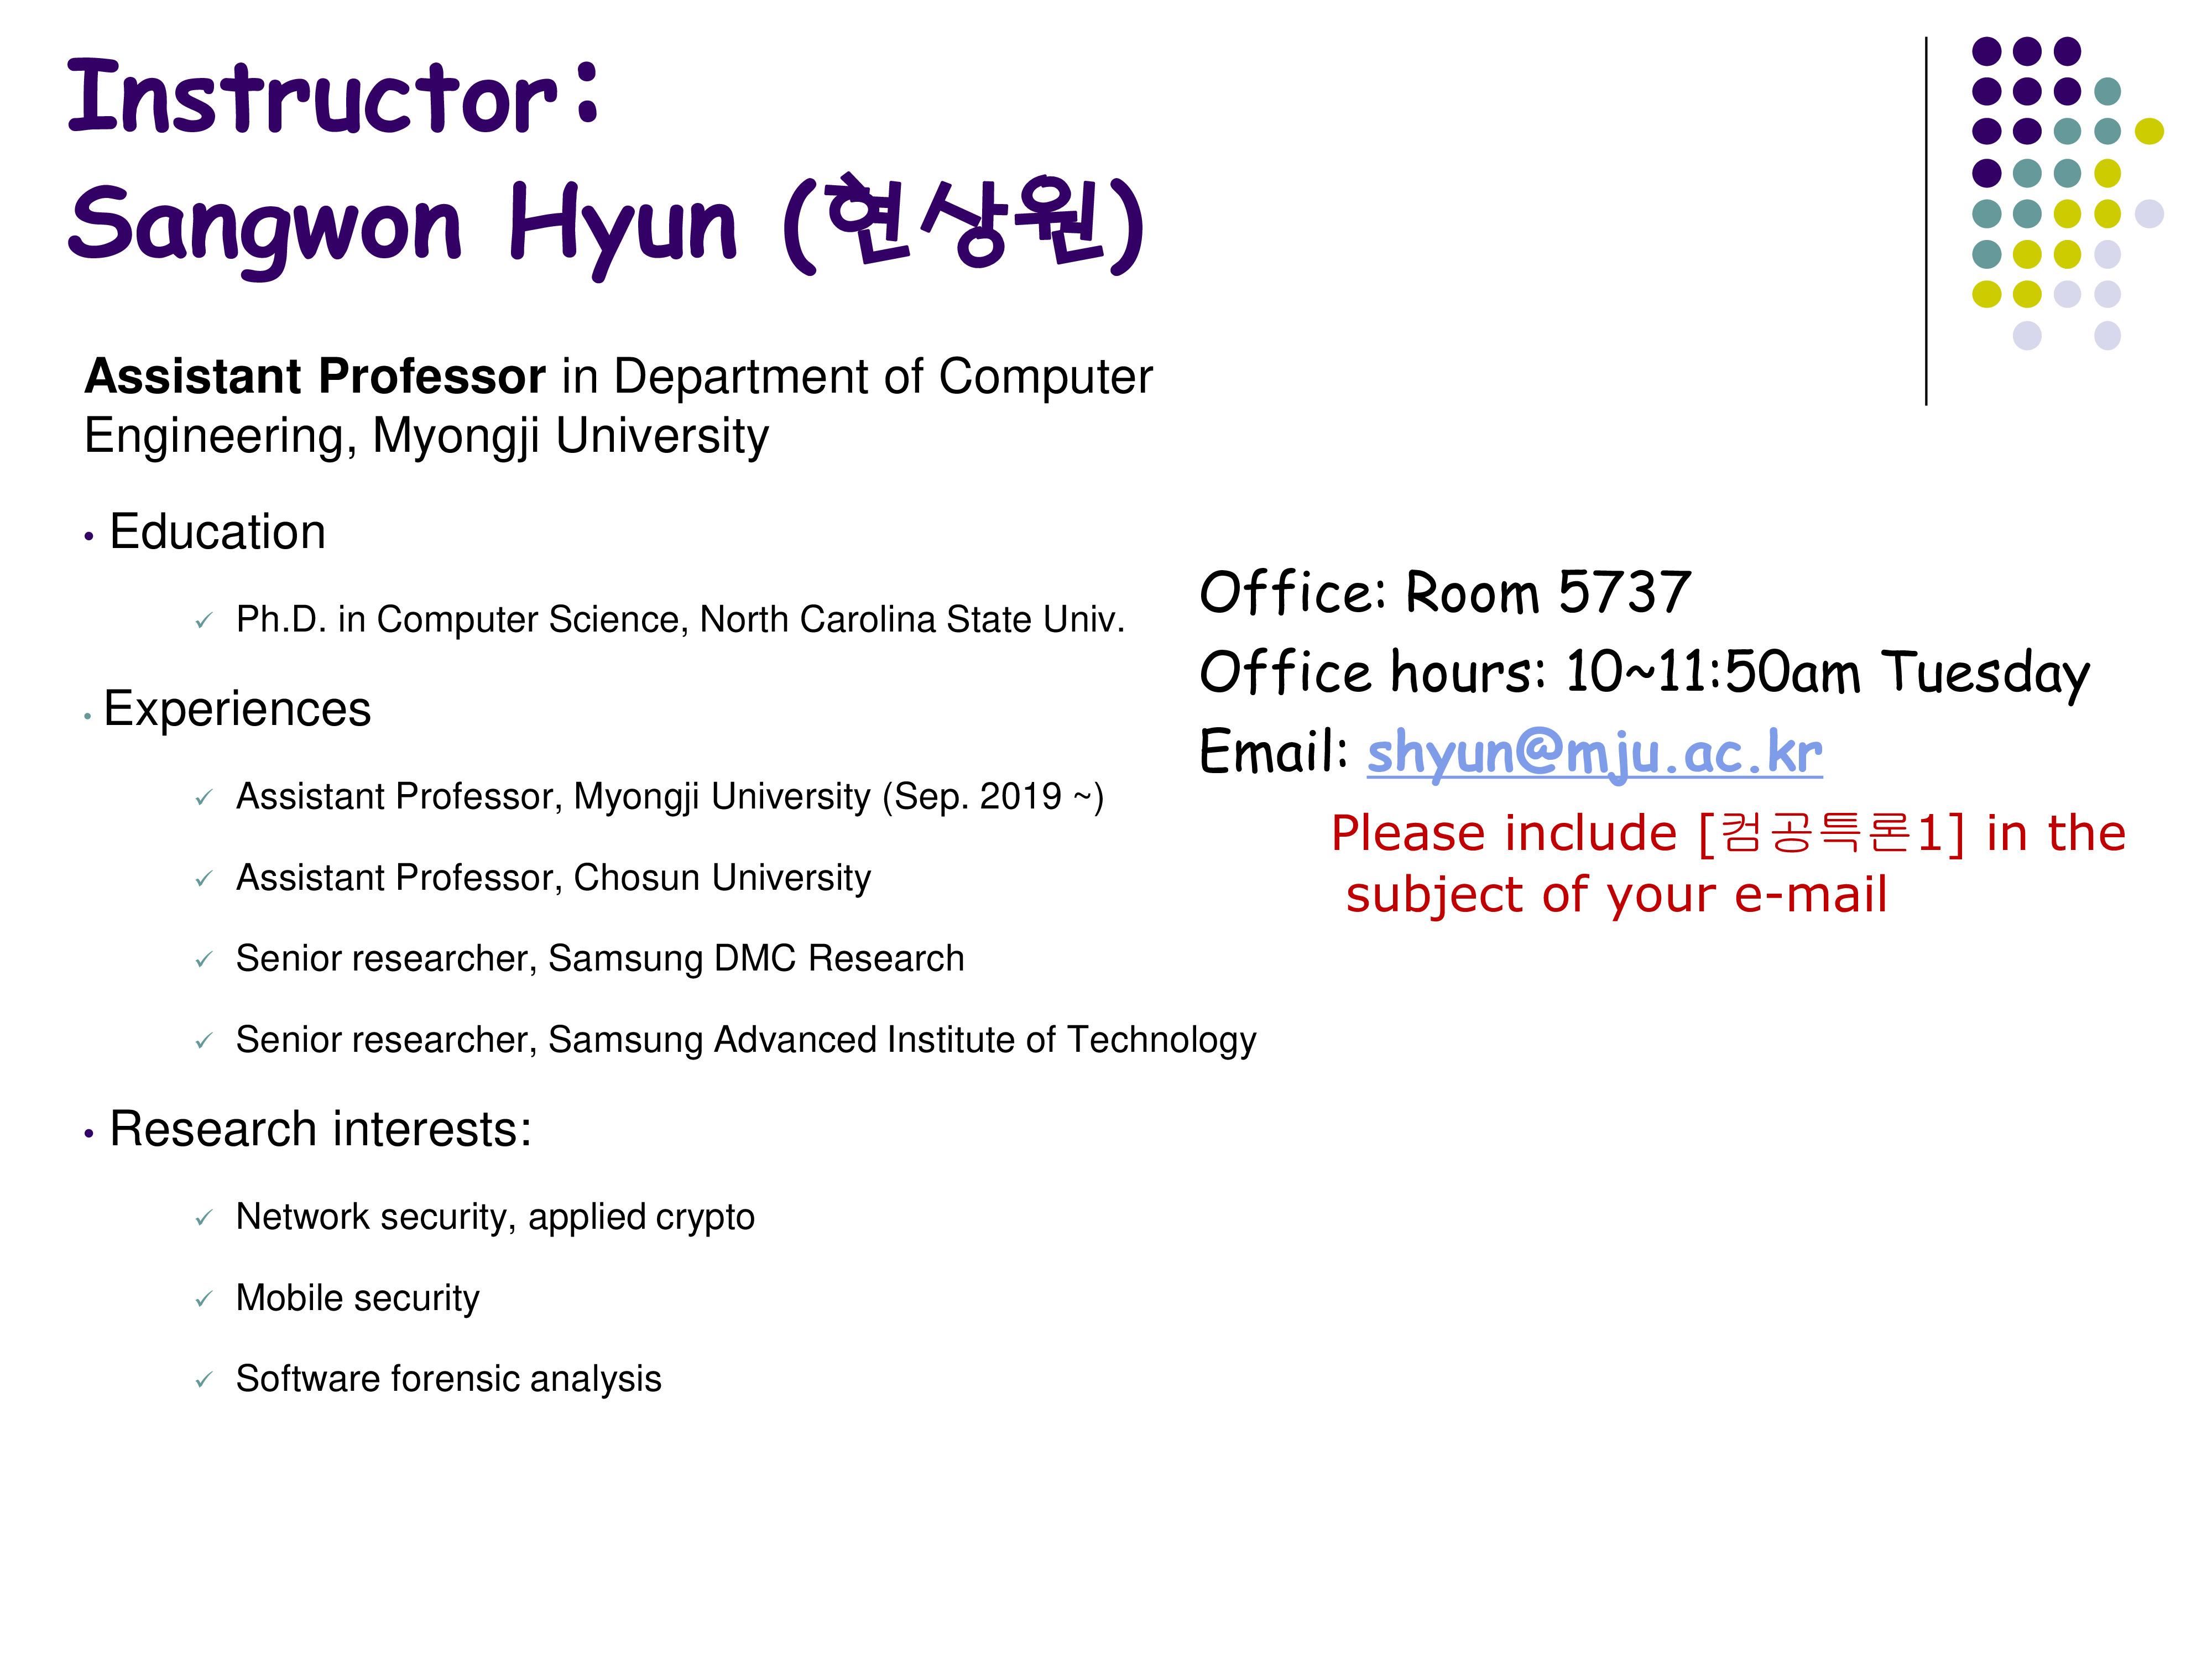 Instructor:
Sangwon Hyun (현상원)
Assistant Professor in Department of Computer
Engineering, Myongji University
• Education
✓ Ph.D. in Computer Science, North Carolina State Univ.
• Experiences
✓ Assistant Professor, Myongji University (Sep. 2019 ~)
✓ Assistant Professor, Chosun University
✓ Senior researcher, Samsung DMC Research
✓ Senior researcher, Samsung Advanced Institute of Technology
• Research interests:
✓ Network security, applied crypto
✓ Mobile security
✓ Software forensic analysis
Office: Room 5737
Office hours: 10~11:50am Tuesday
Email: shyun@mju.ac.kr
Please include [컴공특론1] in the
subject of your e-mail